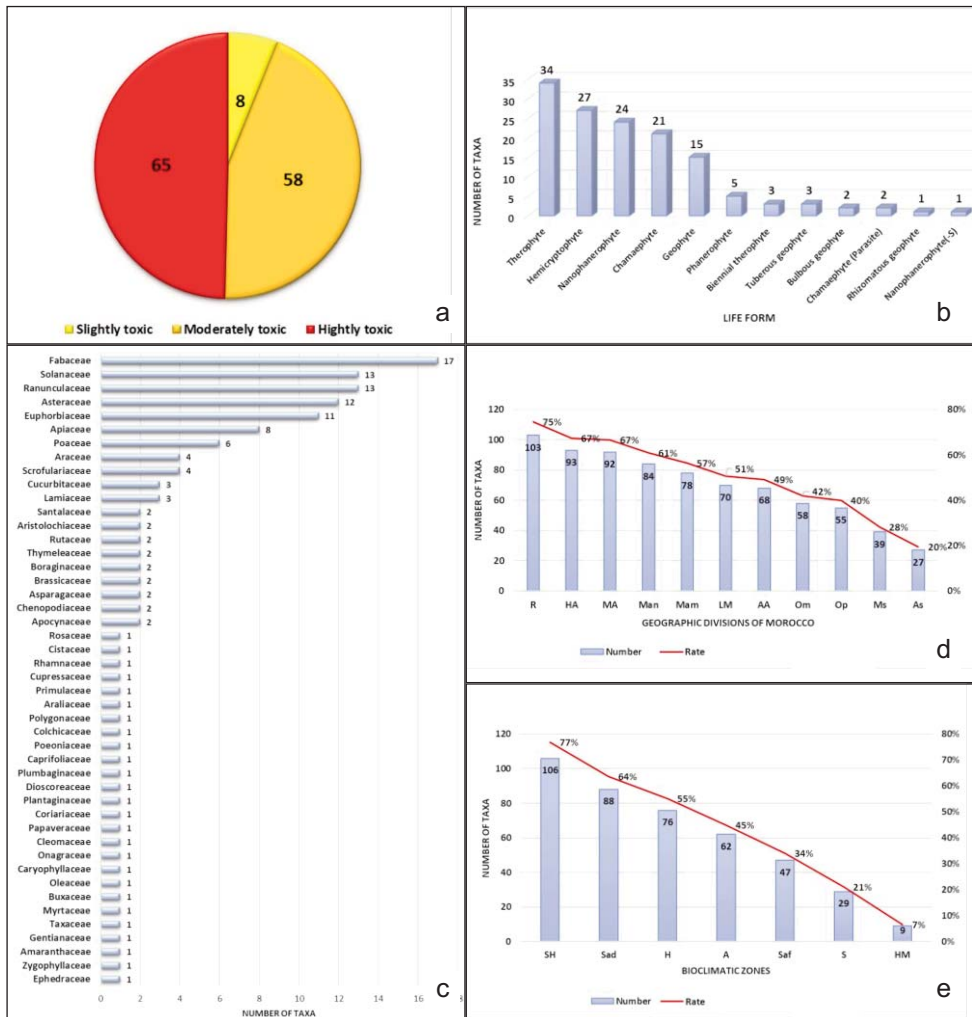 8
65
58
Slightly toxic Moderately toxic Hightly toxic
a
NUMBER OF TAXA
35
30
25
20
15
10
5
0
34
27
24
21
15
5
3
3
2
2
1
1
Therophyte
Hemicryptophyte
Nanophanerophyte
Chamaephyte
Geophyte
Phanerophyte
Biennial therophyte
Tuberous geophyte
Bulbous geophyte
Chamaephyte (Parasite)
Rhizomatous geophyte
Nanophanerophyte(-S)
LIFE FORM
b
Fabaceae 17
Solanaceae 13
Ranunculaceae 13
Asteraceae 12
Euphorbiaceae 11
Apiaceae 8
Poaceae 6
Araceae 4
Scrofulariaceae 4
Cucurbitaceae 3
Lamiaceae 3
Santalaceae 2
Aristolochiaceae 2
Rutaceae 2
Thymeleaceae 2
Boraginaceae 2
Brassicaceae 2
Asparagaceae 2
Chenopodiaceae 2
Apocynaceae 2
Rosaceae 1
Cistaceae 1
Rhamnaceae 1
Cupressaceae 1
Primulaceae 1
Araliaceae 1
Polygonaceae 1
Colchicaceae 1
Poeoniaceae 1
Caprifoliaceae 1
Plumbaginaceae 1
Dioscoreaceae 1
Plantaginaceae 1
Coriariaceae 1
Papaveraceae 1
Cleomaceae 1
Onagraceae 1
Caryophyllaceae 1
Oleaceae 1
Buxaceae 1
Myrtaceae 1
Taxaceae 1
Gentianaceae 1
Amaranthaceae 1
Zygophyllaceae 1
Ephedraceae 1
0 2 4 6 8 10 12 14 16 18
NUMBER OF TAXA
c
NUMBER OF TAXA
120
100
80
60
40
20
0
75% 67% 67% 61% 57% 51% 49% 42% 40% 28% 20%
103 93 92 84 78 70 68 58 55 39 27
80%
60%
40%
20%
0%
R HA MA Man Mam LM AA Om Op Ms As
GEOGRAPHIC DIVISIONS OF MOROCCO
Number Rate
d
NUMBER OF TAXA
120
100
80
60
40
20
0
77% 64% 55% 45% 34% 21% 7%
106 88 76 62 47 29 9
80%
70%
60%
50%
40%
30%
20%
10%
0%
SH Sad H A Saf S HM
BIOCLIMATIC ZONES
Number Rate
e